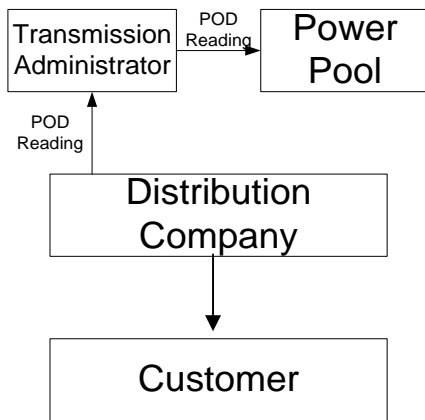 Transmission
Administrator
POD
Reading
Power
Pool
POD
Reading
Distribution
Company
Customer